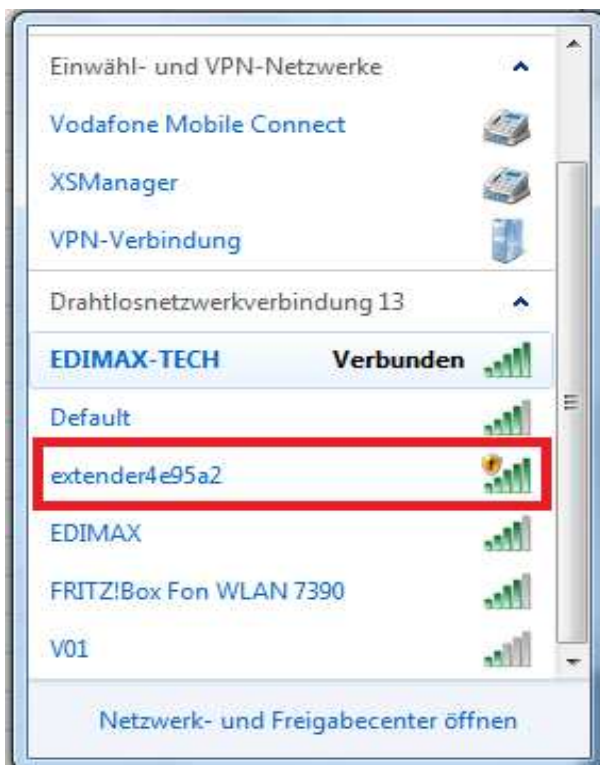 Einwähl- und VPN-Netzwerke
Vodafone Mobile Connect
XSManager
VPN-Verbindung
Drahtlosnetzwerkverbindung 13
EDIMAX-TECH Verbunden
Default
extender4e95a2
EDIMAX
FRITZ!Box Fon WLAN 7390
V01
Netzwerk- und Freigabecenter öffnen